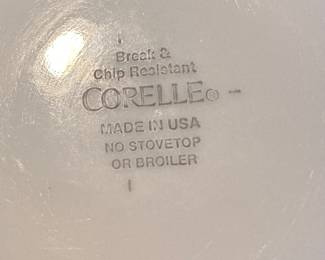 Break &
Chip Resistant
CORELLE® -
MADE IN USA
NO STOVETOP
OR BROILER